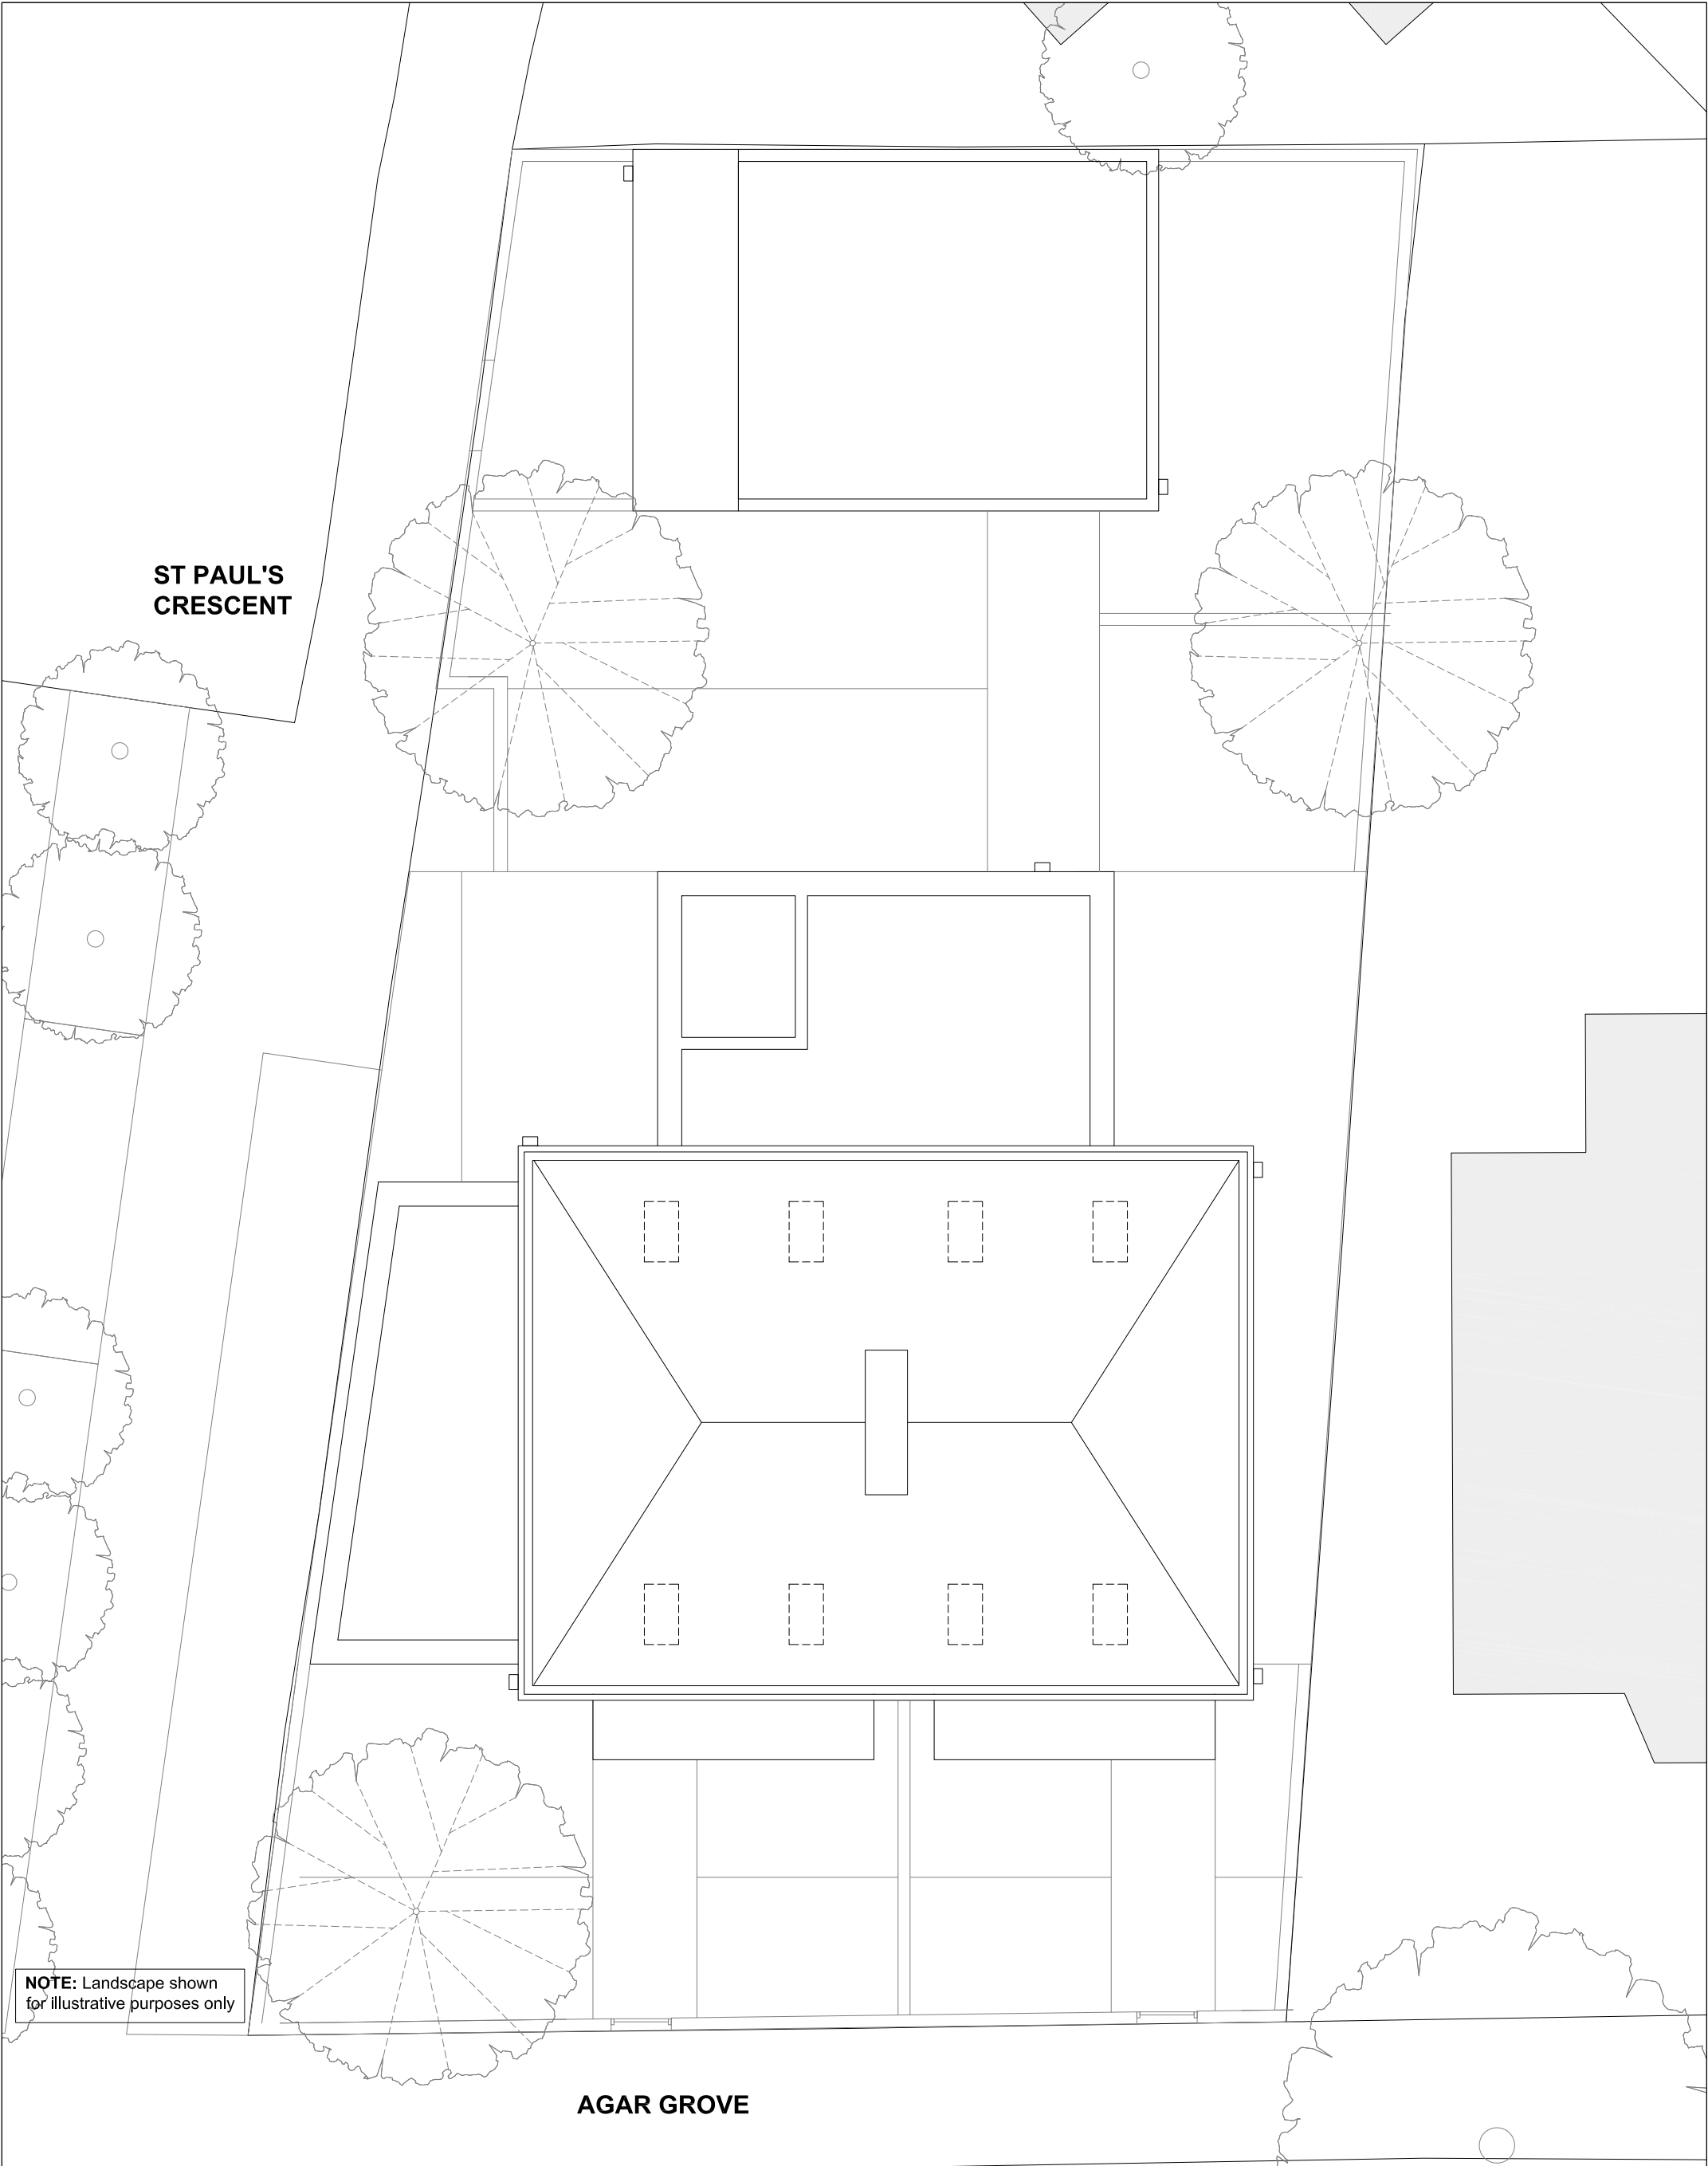 ST PAUL'S
CRESCENT
NOTE: Landscape shown
for illustrative purposes only
AGAR GROVE